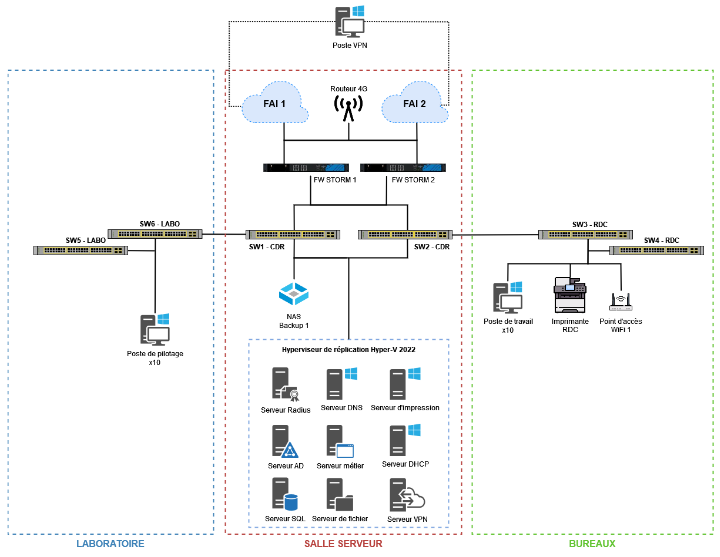 Poste VPN
FAI 1
Routeur 4G
FAI 2
FW STORM 1
FW STORM 2
SW6 - LABO
SW5 - LABO
SW1 - CDR
SW2 - CDR
SW3 - RDC
SW4 - RDC
NAS
Backup 1
Poste de travail
x10
Imprimante
RDC
Point d'accès
WiFi 1
Poste de pilotage
x10
Hyperviseur de réplication Hyper-V 2022
Serveur Radius
Serveur DNS
Serveur d'impression
Serveur AD
Serveur métier
Serveur DHCP
Serveur SQL
Serveur de fichier
Serveur VPN
LABORATOIRE
SALLE SERVEUR
BUREAUX